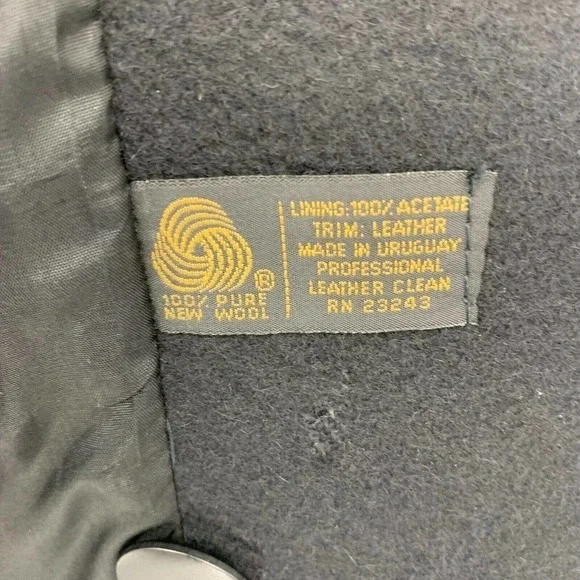 ®
100% PURE
NEW WOOL
LINING: 100% ACETATE
TRIM: LEATHER
MADE IN URUGUAY
PROFESSIONAL
LEATHER CLEAN
RN 23243